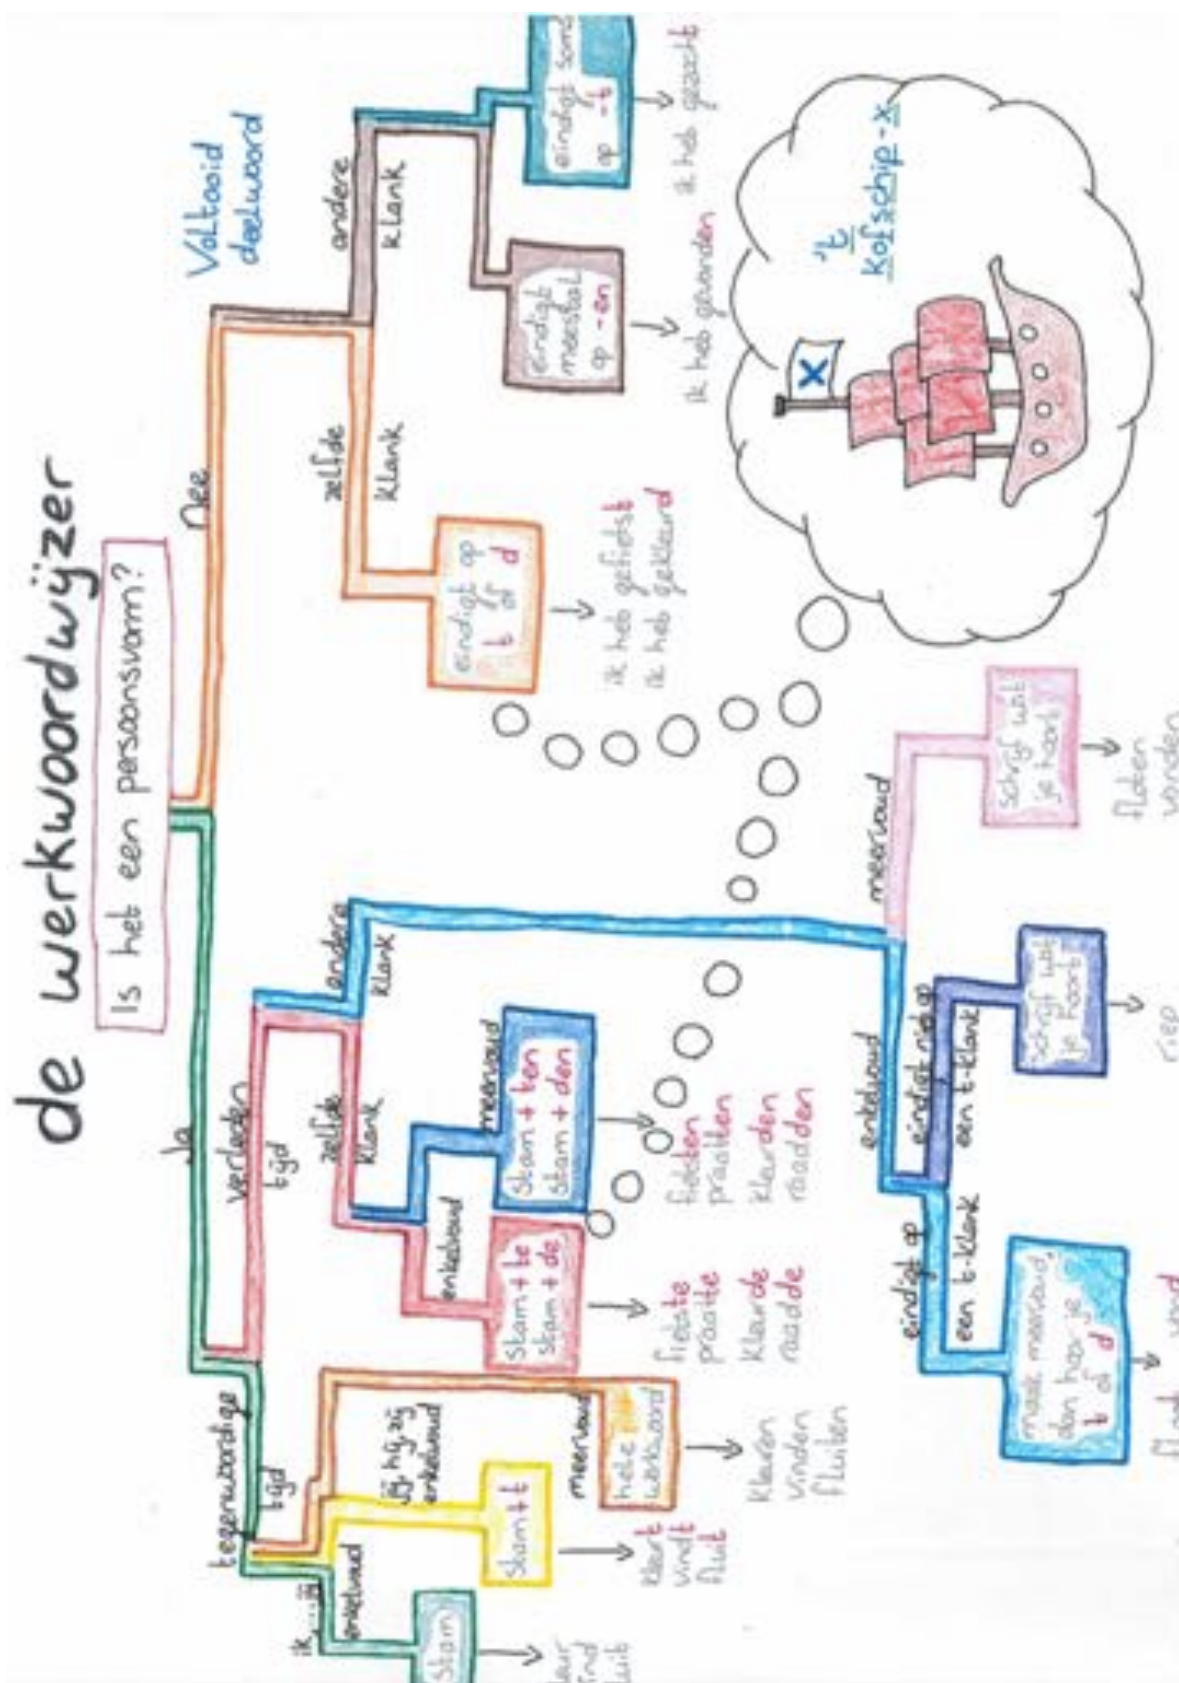 de werkwoordwijzer
Is het een persoonsvorm?
Ja
Nee
tegenwoordige
tijd
verleden
tijd
Voltooid
deelwoord
ik
enkelvoud
stam
jij, hij, zij
enkelvoud
stam + t
kleurt
vindt
fluit
meervoud
hele
werkwoord
kleuren
vinden
fluiten
zelfde
klank
enkelvoud
stam + te
stam + de
fietste
praatte
kleurde
raadde
meervoud
stam + ten
stam + den
fietsten
praatten
kleurden
raadden
andere
klank
enkelvoud
eindigt op
een t-klank
maak meervoud,
dan hoor je
t of d
eindigt niet op
een t-klank
schrijf wat
je hoort
riep
meervoud
schrijf wat
je hoort
floten
vonden
zelfde
klank
eindigt op
t of d
ik heb gefietst
ik heb gekleurd
andere
klank
eindigt
meestal
op -en
ik heb gevonden
eindigt soms
op -t
ik heb gezocht
't
kofschip-x
X